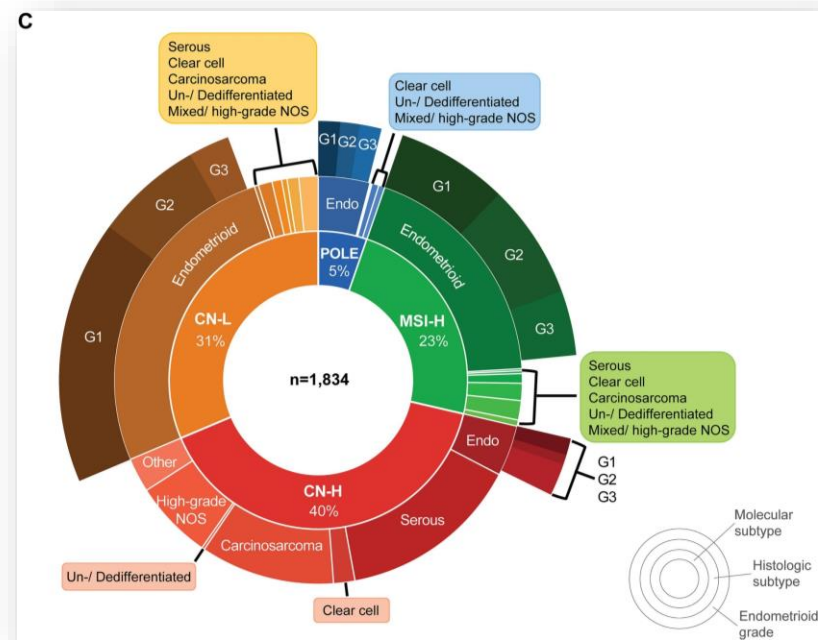 C
Serous
Clear cell
Carcinosarcoma
Un-/ Dedifferentiated
Mixed/ high-grade NOS
Clear cell
Un-/ Dedifferentiated
Mixed/ high-grade NOS
G1
G2
G3
Endo
POLE
5%
G3
G2
G1
Endometrioid
CN-L
31%
G1
G2
G3
Endometrioid
MSI-H
23%
n=1,834
Serous
Clear cell
Carcinosarcoma
Un-/ Dedifferentiated
Mixed/ high-grade NOS
Endo
G1
G2
G3
CN-H
40%
Other
High-grade
NOS
Carcinosarcoma
Serous
Un-/ Dedifferentiated
Clear cell
Molecular
subtype
Histologic
subtype
Endometrioid
grade